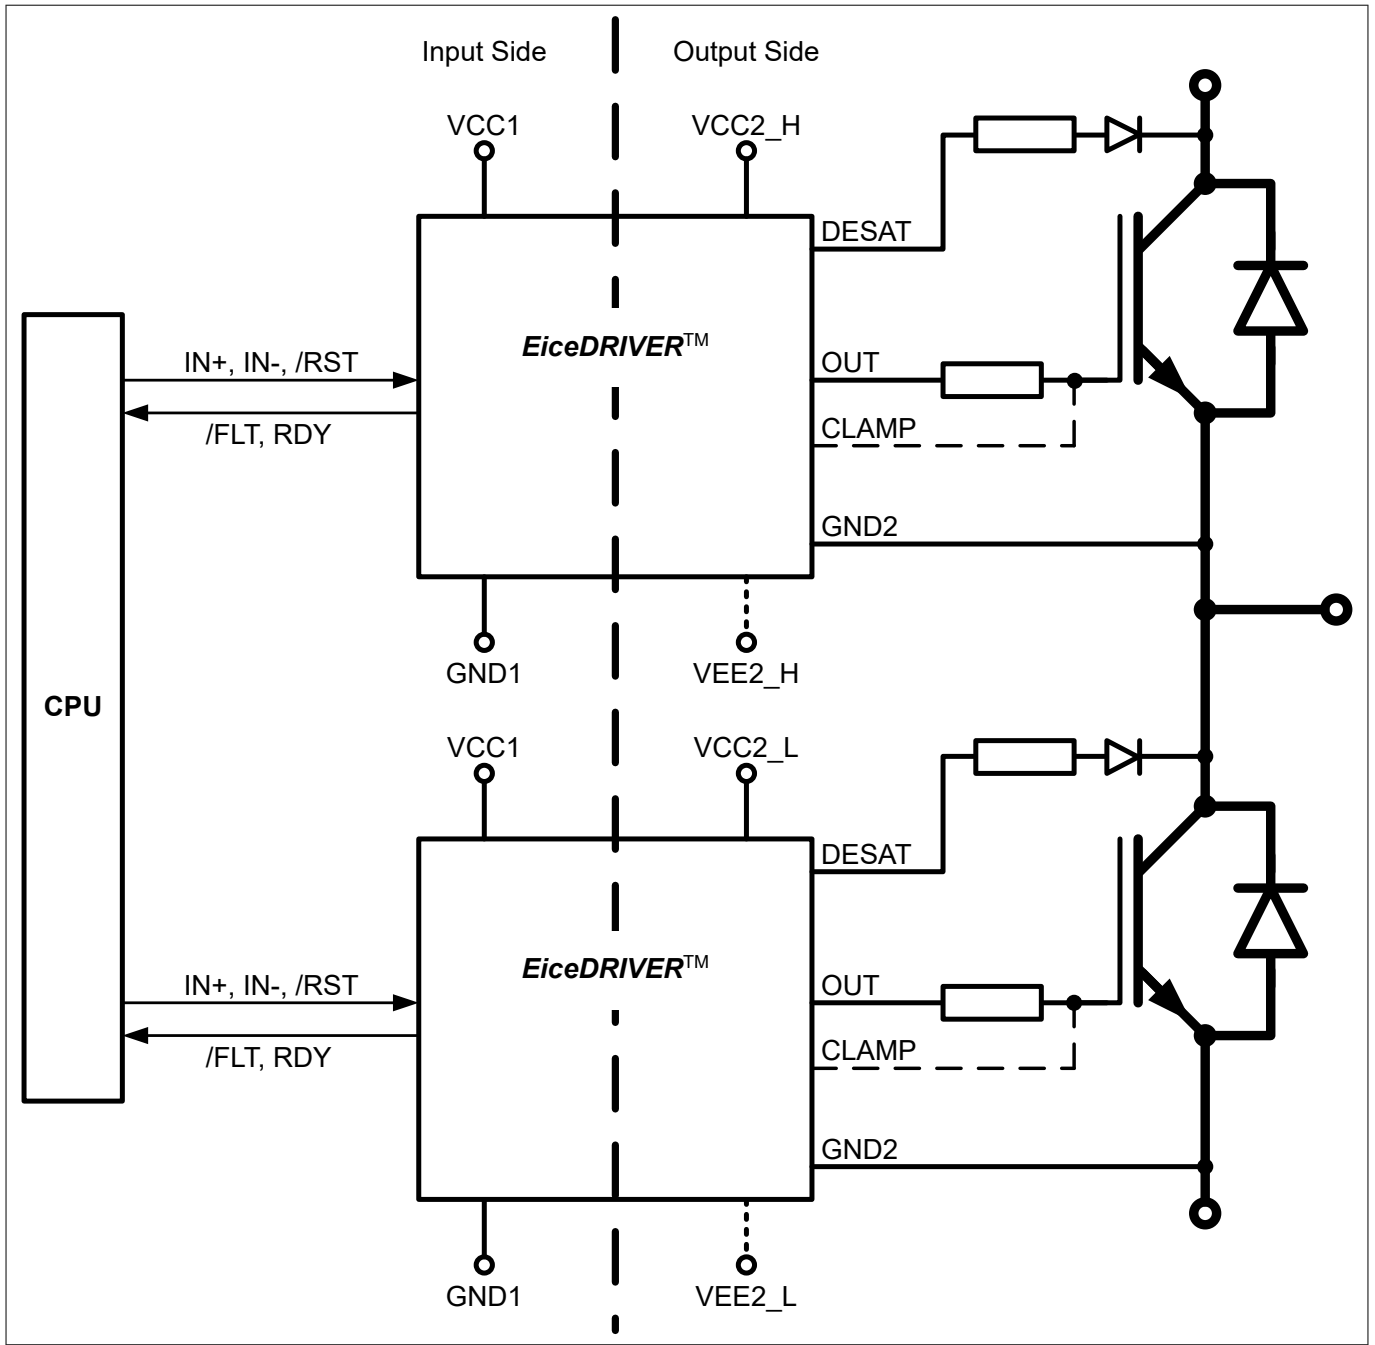 Input Side
Output Side
VCC1
VCC2_H
DESAT
EiceDRIVER™
IN+, IN-, /RST
OUT
/FLT, RDY
CLAMP
GND2
GND1
VEE2_H
CPU
VCC1
VCC2_L
DESAT
EiceDRIVER™
IN+, IN-, /RST
OUT
/FLT, RDY
CLAMP
GND2
GND1
VEE2_L